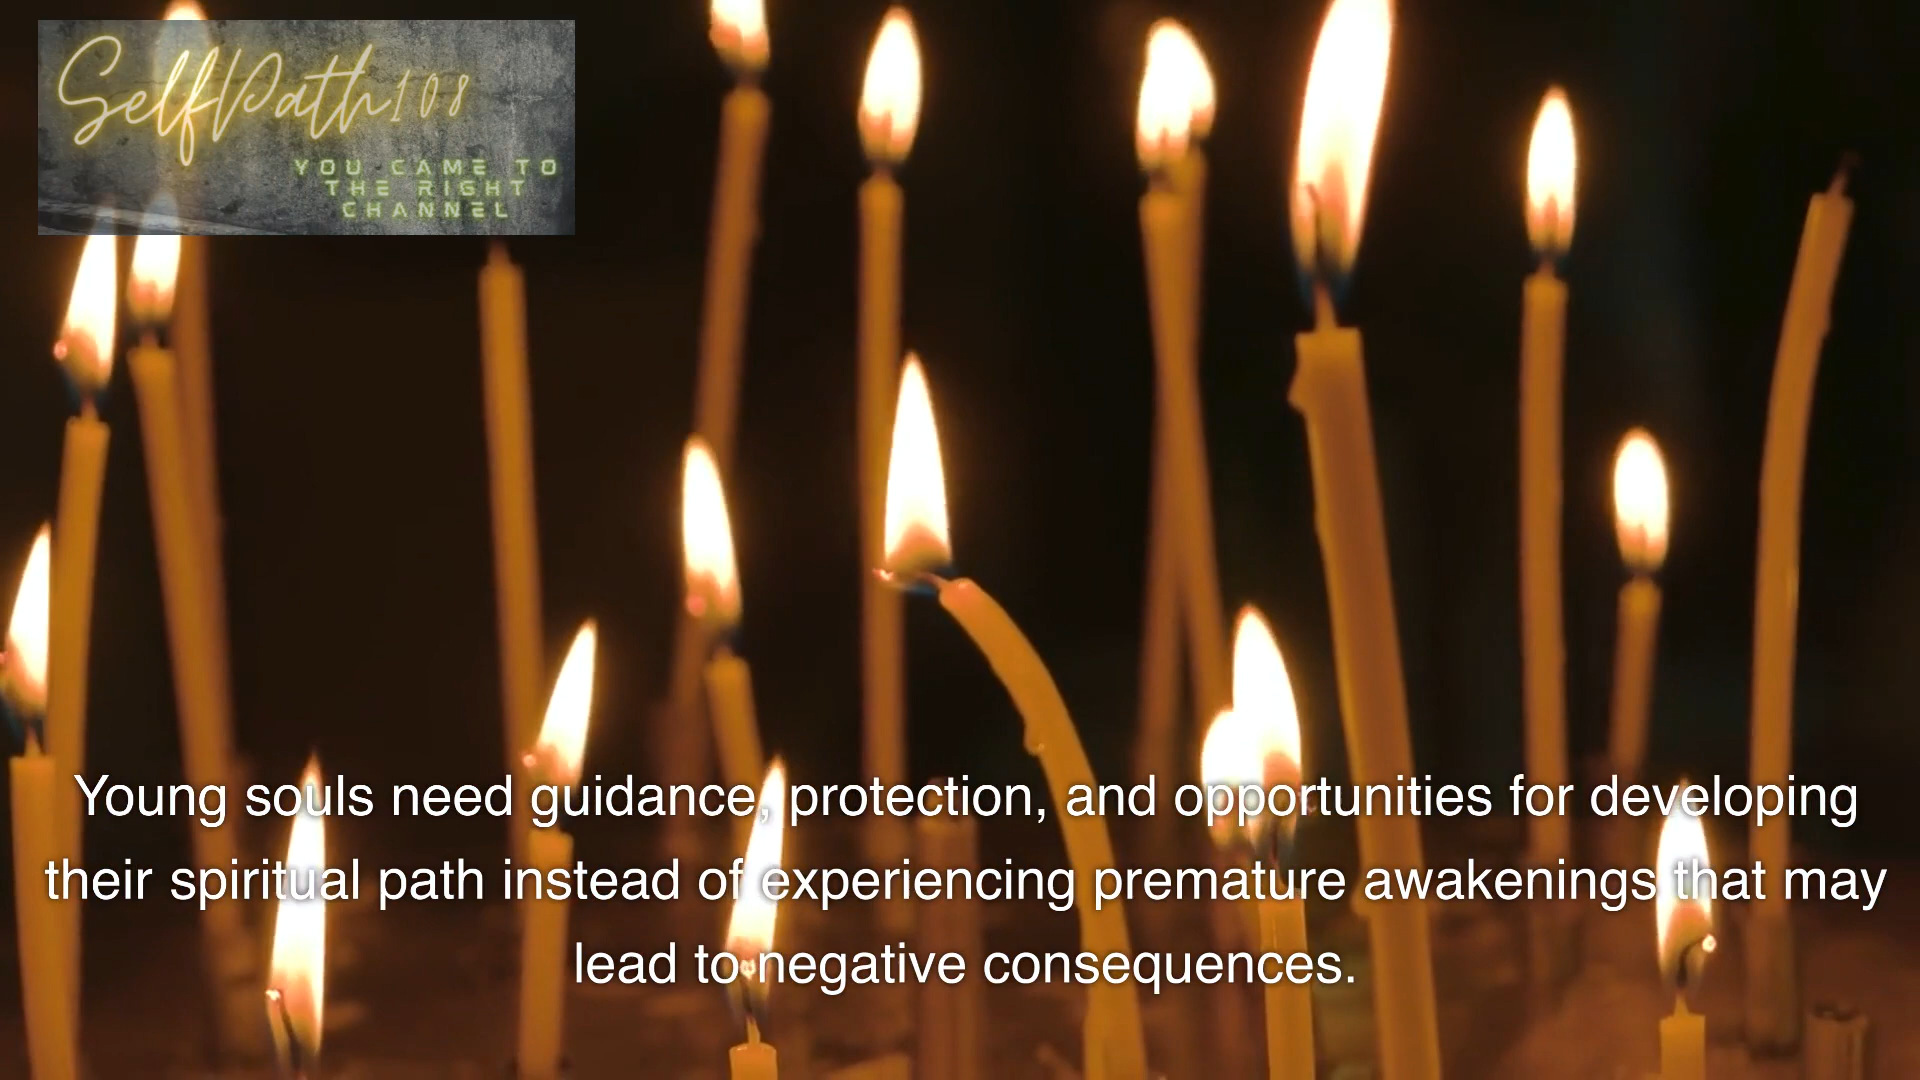 SelfPath108
YOU CAME TO
THE RIGHT
CHANNEL
Young souls need guidance, protection, and opportunities for developing
their spiritual path instead of experiencing premature awakenings that may
lead to negative consequences.